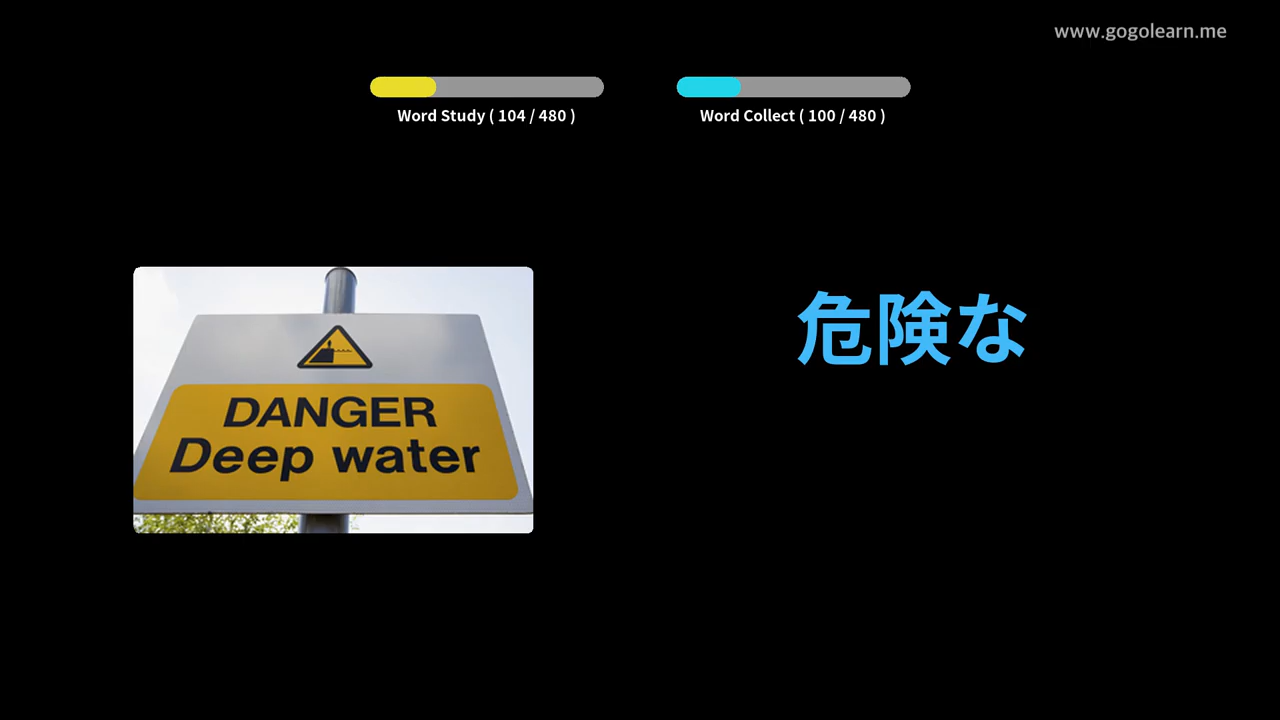 www.gogolearn.me
Word Study ( 104 / 480 )
Word Collect ( 100 / 480 )
危険な
DANGER
Deep water